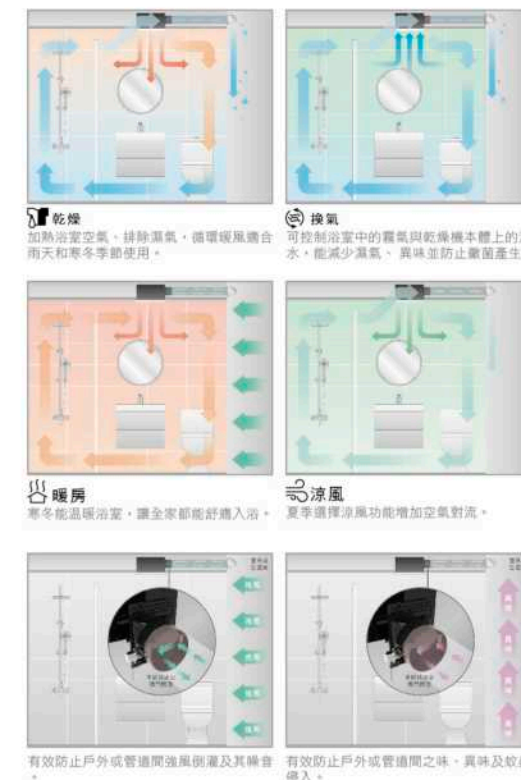 乾燥
加熱浴室空氣、排除濕氣，循環暖風適合
雨天和寒冬季節使用。
換氣
可控制浴室中的霧氣與乾燥機本體上的
水，能減少濕氣、異味並防止黴菌產生
暖房
寒冬能溫暖浴室，讓全家都能舒適入浴。
涼風
夏季選擇涼風功能增加空氣對流。
有效防止戶外或管道間強風倒灌及其噪音
。
有效防止戶外或管道間之味、異味及蚊
侵入。